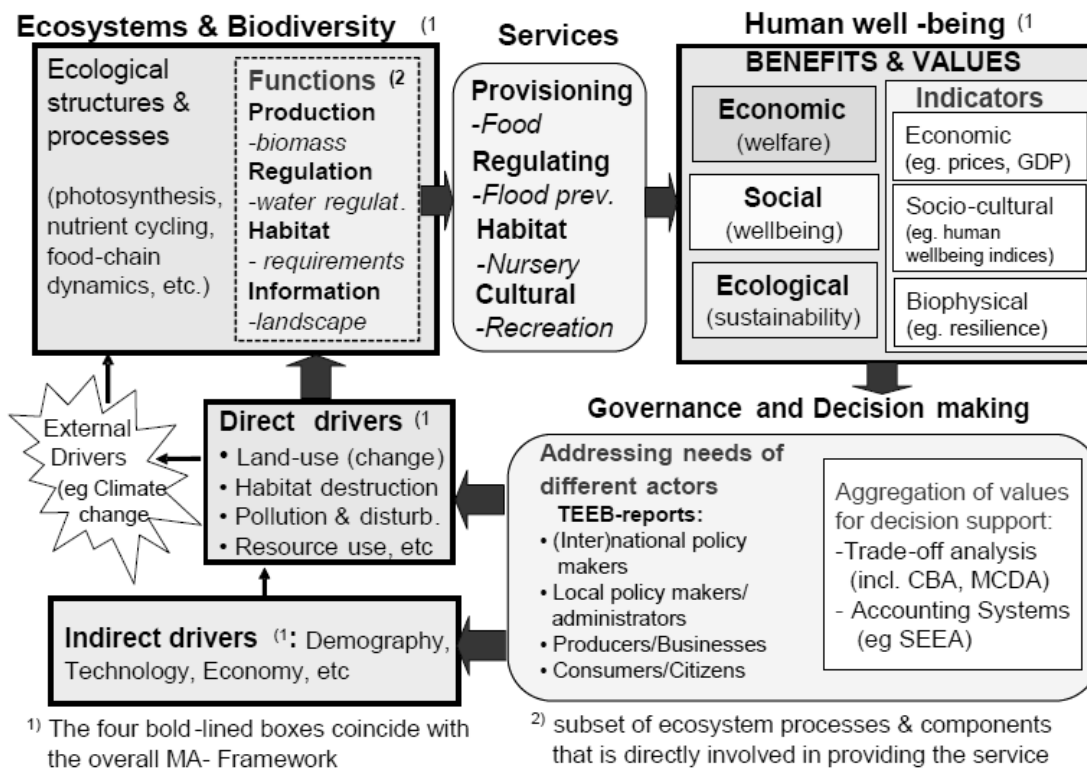 Ecosystems & Biodiversity (1
Ecological
structures &
processes
(photosynthesis,
nutrient cycling,
food-chain
dynamics, etc.)
Functions (2
Production
-biomass
Regulation
-water regulat.
Habitat
- requirements
Information
-landscape
Services
Provisioning
-Food
Regulating
-Flood prev.
Habitat
-Nursery
Cultural
-Recreation
Human well -being (1
BENEFITS & VALUES
Economic
(welfare)
Social
(wellbeing)
Ecological
(sustainability)
Indicators
Economic
(eg. prices, GDP)
Socio-cultural
(eg. human
wellbeing indices)
Biophysical
(eg. resilience)
External
Drivers
(eg Climate
change
Direct drivers (1
• Land-use (change)
• Habitat destruction
• Pollution & disturb.
• Resource use, etc
Indirect drivers (1: Demography,
Technology, Economy, etc
Governance and Decision making
Addressing needs of
different actors
TEEB-reports:
• (Inter)national policy
makers
• Local policy makers/
administrators
• Producers/Businesses
• Consumers/Citizens
Aggregation of values
for decision support:
-Trade-off analysis
(incl. CBA, MCDA)
- Accounting Systems
(eg SEEA)
1) The four bold-lined boxes coincide with
the overall MA- Framework
2) subset of ecosystem processes & components
that is directly involved in providing the service